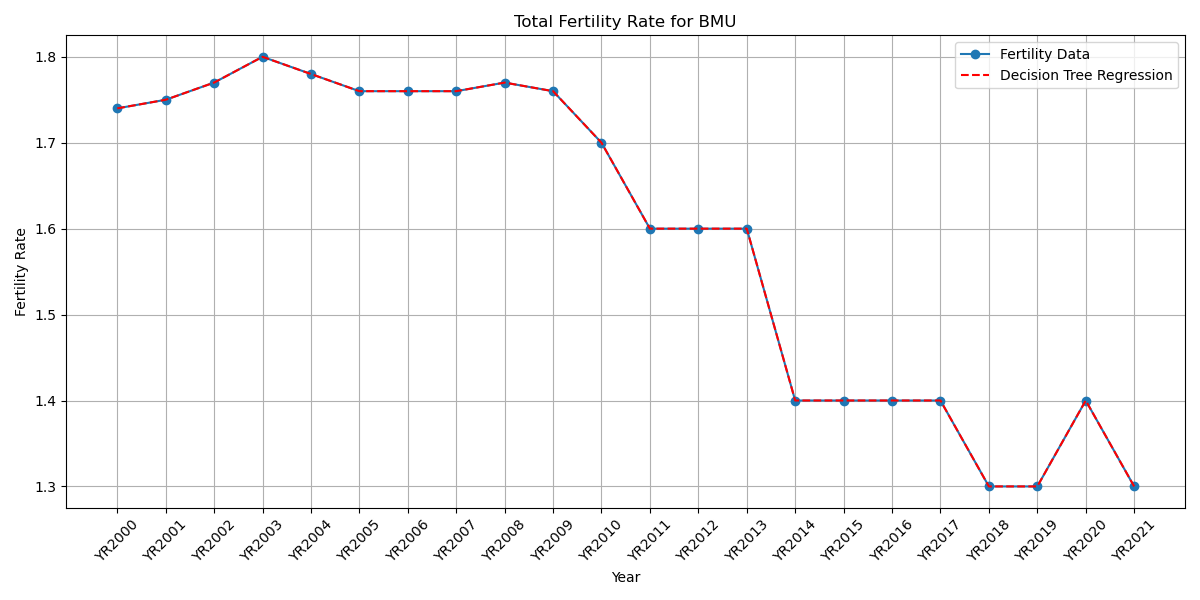 Total Fertility Rate for BMU
Fertility Data
Decision Tree Regression
1.8
1.7
1.6
1.5
1.4
1.3
Fertility Rate
YR2000
YR2001
YR2002
YR2003
YR2004
YR2005
YR2006
YR2007
YR2008
YR2009
YR2010
YR2011
YR2012
YR2013
YR2014
YR2015
YR2016
YR2017
YR2018
YR2019
YR2020
YR2021
Year